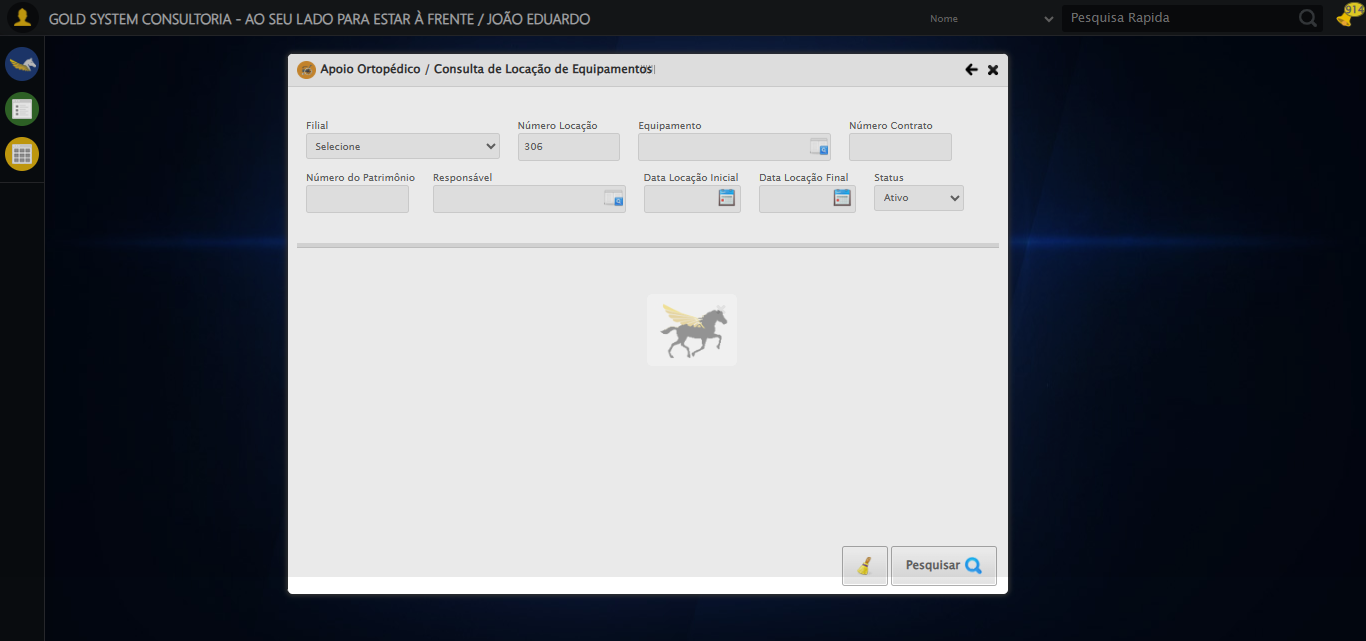 GOLD SYSTEM CONSULTORIA - AO SEU LADO PARA ESTAR À FRENTE / JOÃO EDUARDO
Nome
Pesquisa Rapida
914
Apoio Ortopédico / Consulta de Locação de Equipamentos
Filial
Número Locação
Equipamento
Número Contrato
Selecione
306
Número do Patrimônio
Responsável
Data Locação Inicial
Data Locação Final
Status
Ativo
Pesquisar